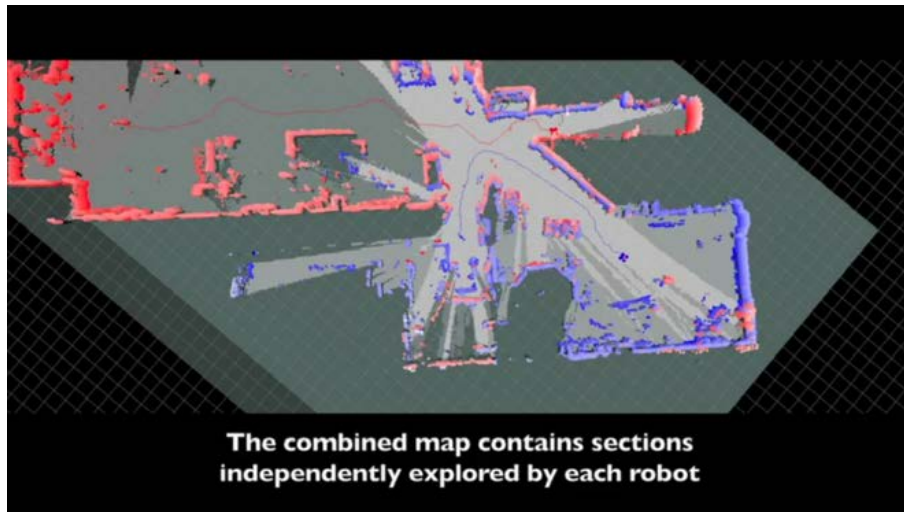 The combined map contains sections
independently explored by each robot